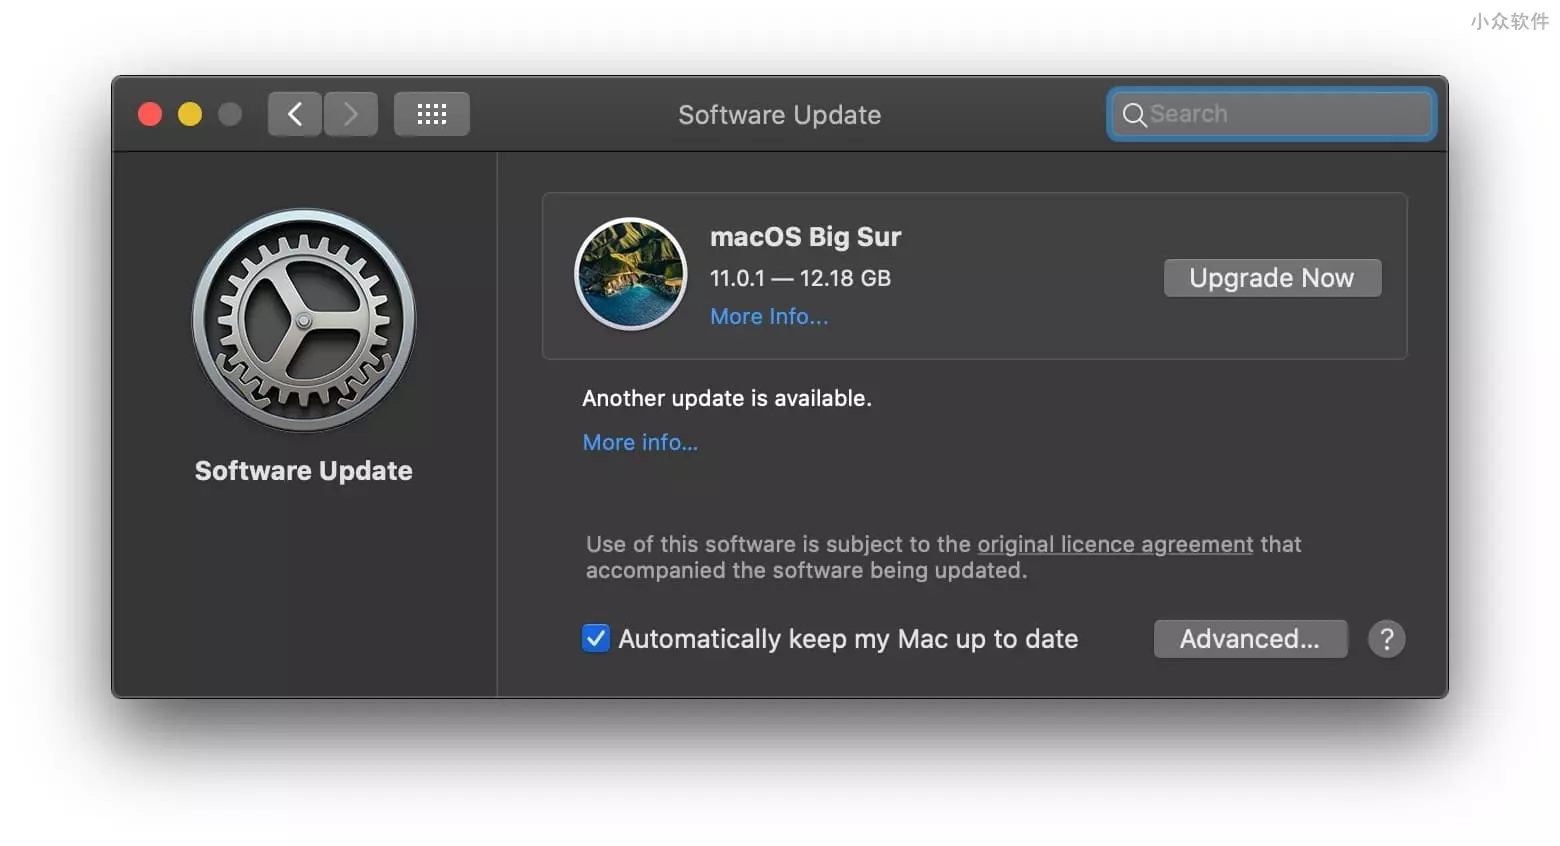 小众软件
Software Update
Search
macOS Big Sur
11.0.1 — 12.18 GB
More Info...
Upgrade Now
Another update is available.
More info...
Software Update
Use of this software is subject to the original licence agreement that
accompanied the software being updated.
Automatically keep my Mac up to date
Advanced...
?